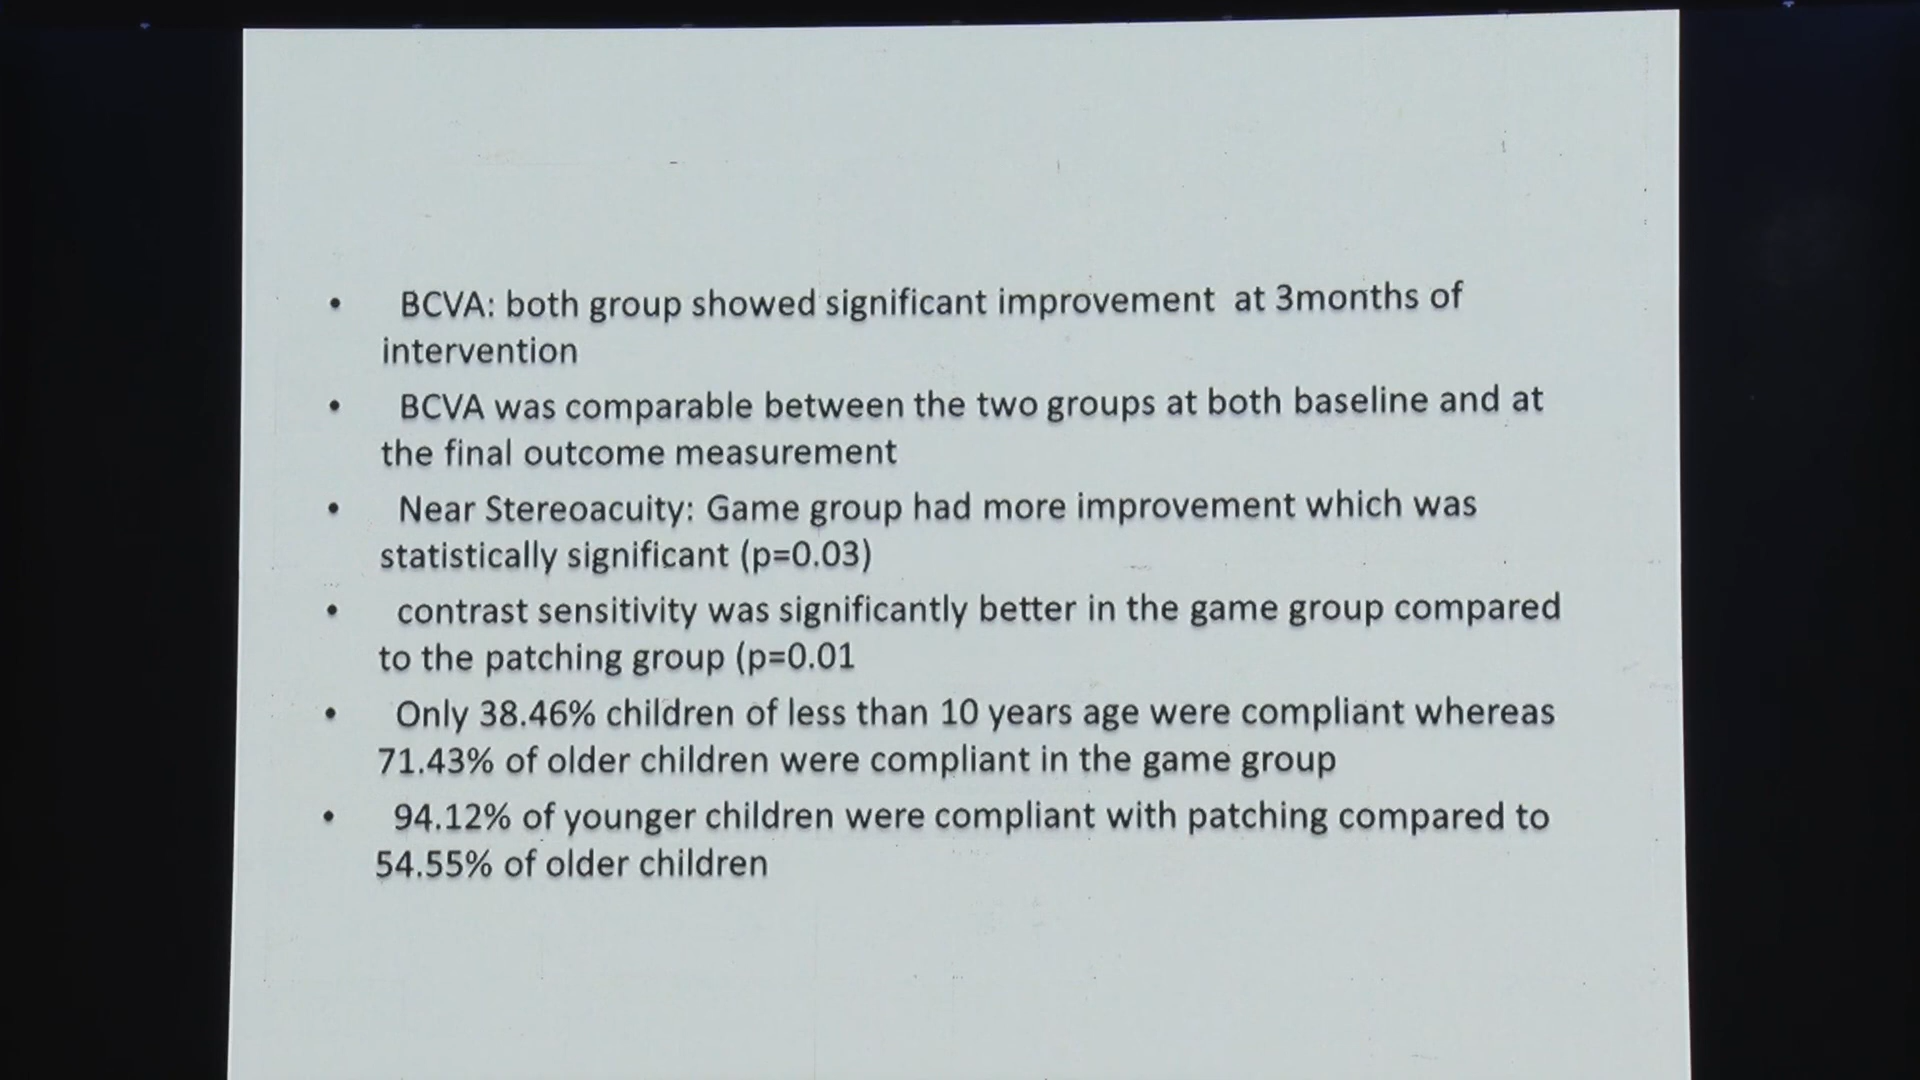 • BCVA: both group showed significant improvement at 3months of
intervention
• BCVA was comparable between the two groups at both baseline and at
the final outcome measurement
• Near Stereoacuity: Game group had more improvement which was
statistically significant (p=0.03)
• contrast sensitivity was significantly better in the game group compared
to the patching group (p=0.01
• Only 38.46% children of less than 10 years age were compliant whereas
71.43% of older children were compliant in the game group
• 94.12% of younger children were compliant with patching compared to
54.55% of older children